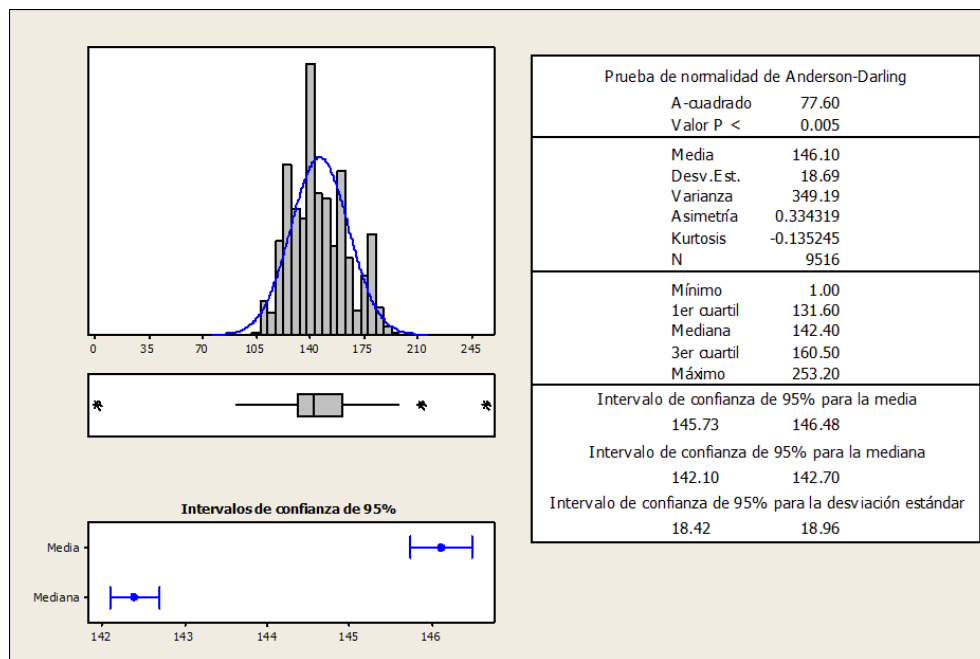 0 35 70 105 140 175 210 245
Intervalos de confianza de 95%
Media
Mediana
142 143 144 145 146
Prueba de normalidad de Anderson-Darling
A-cuadrado 77.60
Valor P < 0.005
Media 146.10
Desv.Est. 18.69
Varianza 349.19
Asimetría 0.334319
Kurtosis -0.135245
N 9516
Mínimo 1.00
1er cuartil 131.60
Mediana 142.40
3er cuartil 160.50
Máximo 253.20
Intervalo de confianza de 95% para la media
145.73 146.48
Intervalo de confianza de 95% para la mediana
142.10 142.70
Intervalo de confianza de 95% para la desviación estándar
18.42 18.96